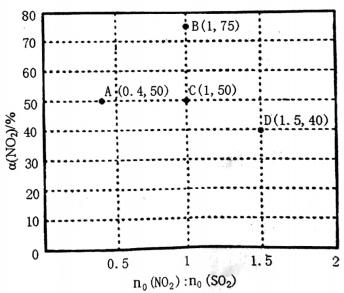 80
B(1,75)
70
60
A(0.4,50)
C(1,50)
50
D(1.5,40)
40
30
20
10
0
0.5
1
1.5
2
α(NO₂)/%
n₀(NO₂):n₀(SO₂)